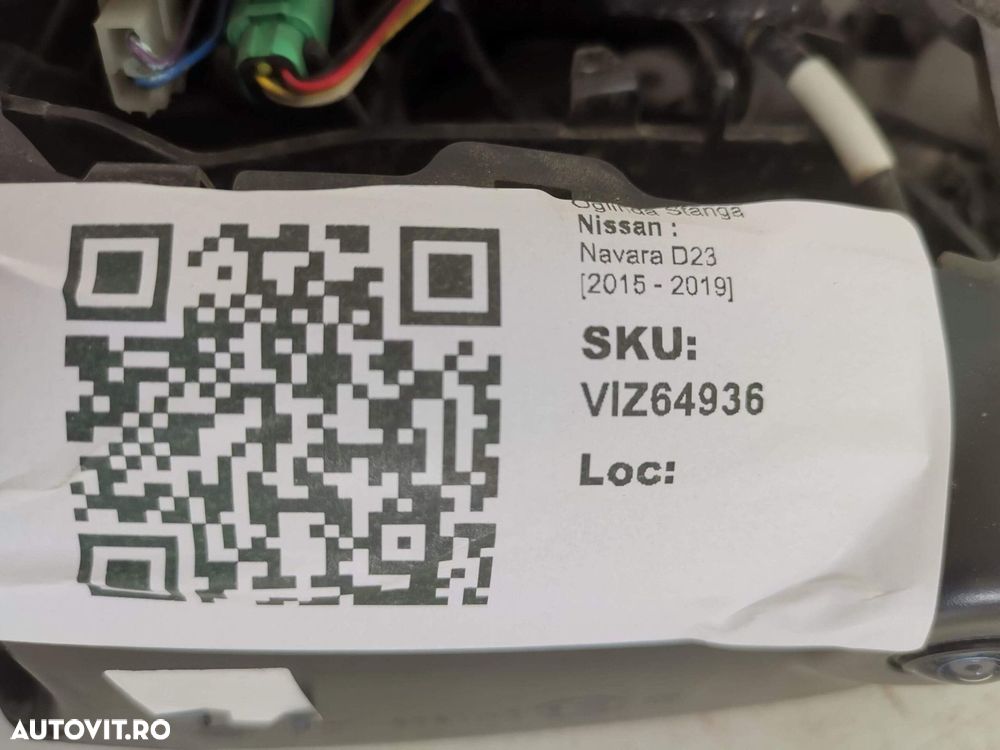 Oglinda Stanga
Nissan :
Navara D23
[2015 - 2019]
SKU:
VIZ64936
Loc:
AUTOVIT.RO